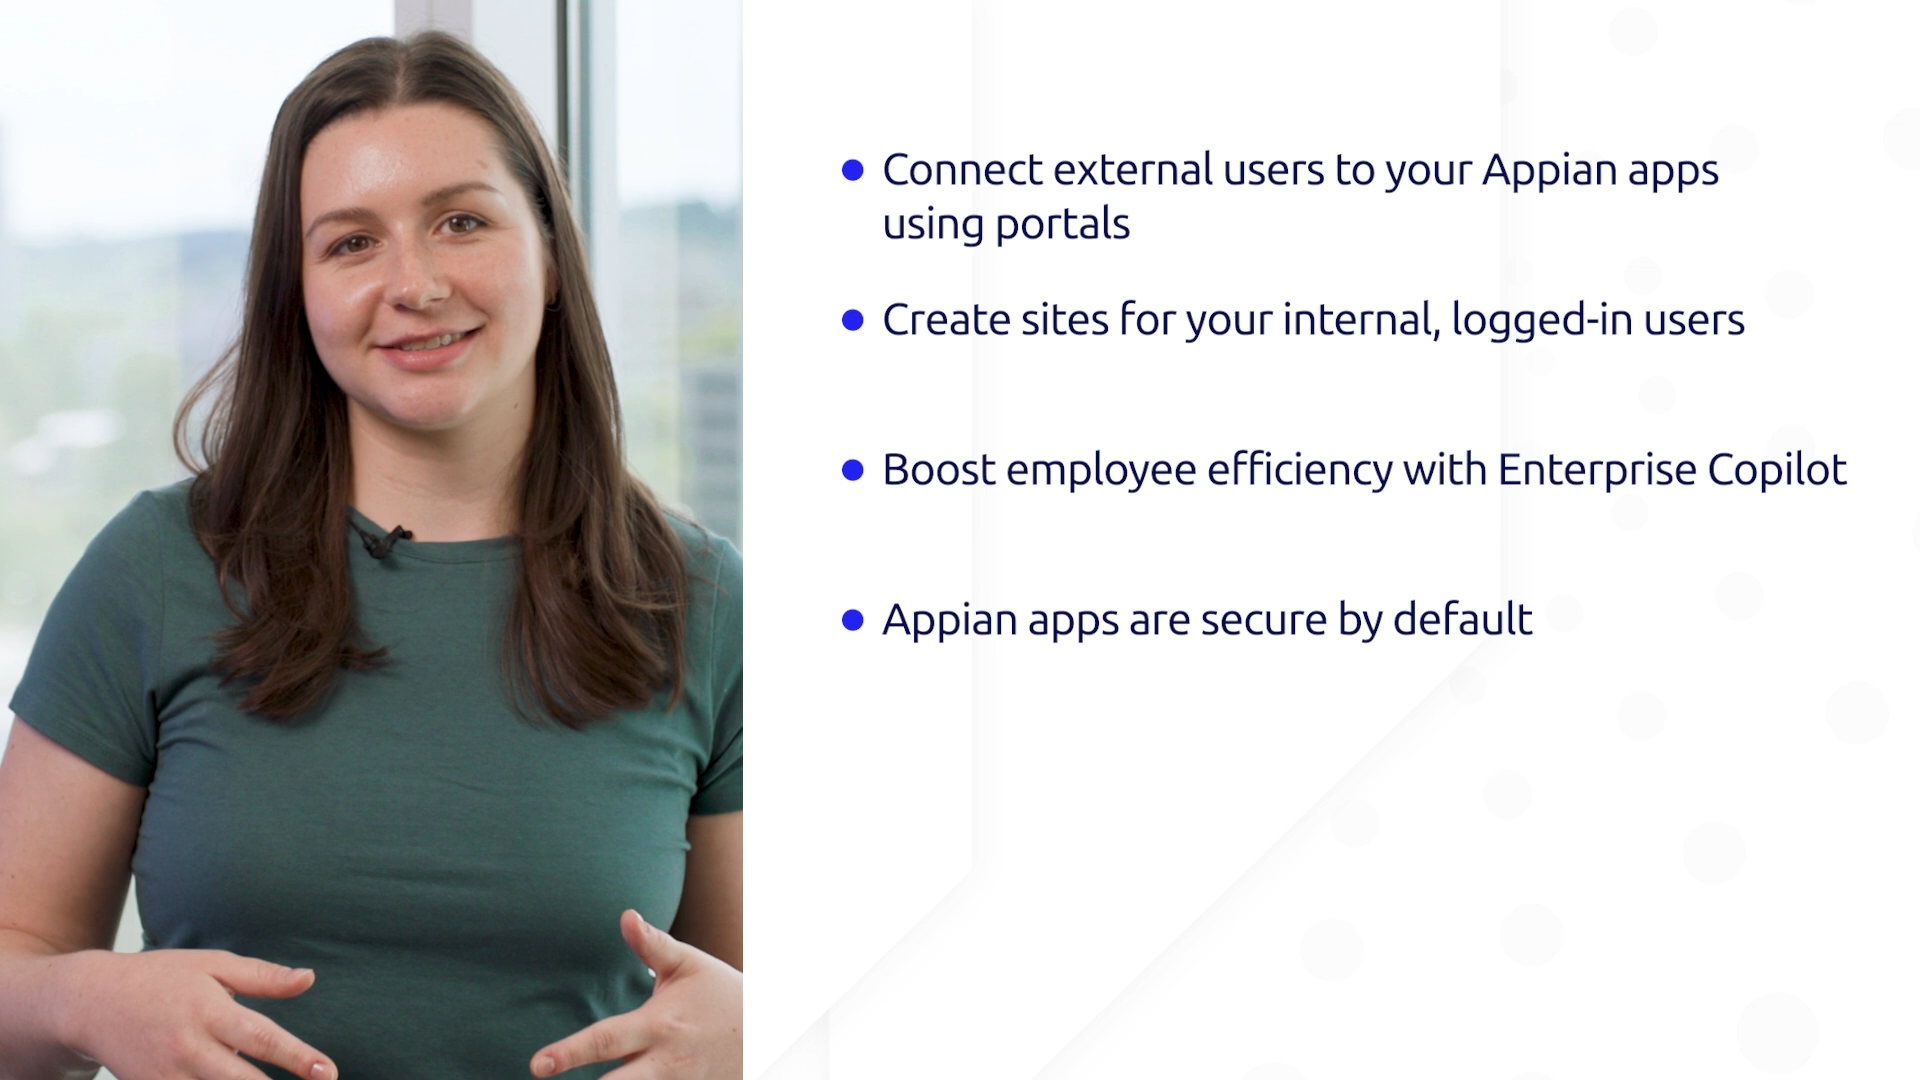 Connect external users to your Appian apps
using portals
Create sites for your internal, logged-in users
Boost employee efficiency with Enterprise Copilot
Appian apps are secure by default